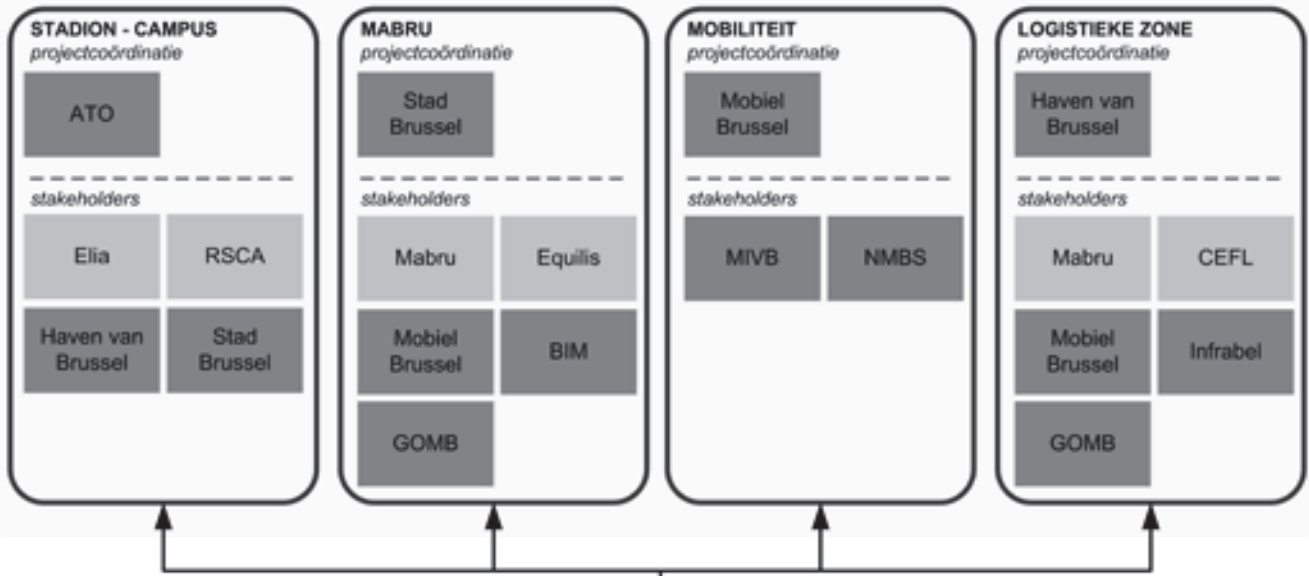 STADION - CAMPUS
projectcoördinatie
ATO
stakeholders
Elia
RSCA
Haven van
Brussel
Stad
Brussel
MABRU
projectcoördinatie
Stad
Brussel
stakeholders
Mabru
Equilis
Mobiel
Brussel
BIM
GOMB
MOBILITEIT
projectcoördinatie
Mobiel
Brussel
stakeholders
MIVB
NMBS
LOGISTIEKE ZONE
projectcoördinatie
Haven van
Brussel
stakeholders
Mabru
CEFL
Mobiel
Brussel
Infrabel
GOMB